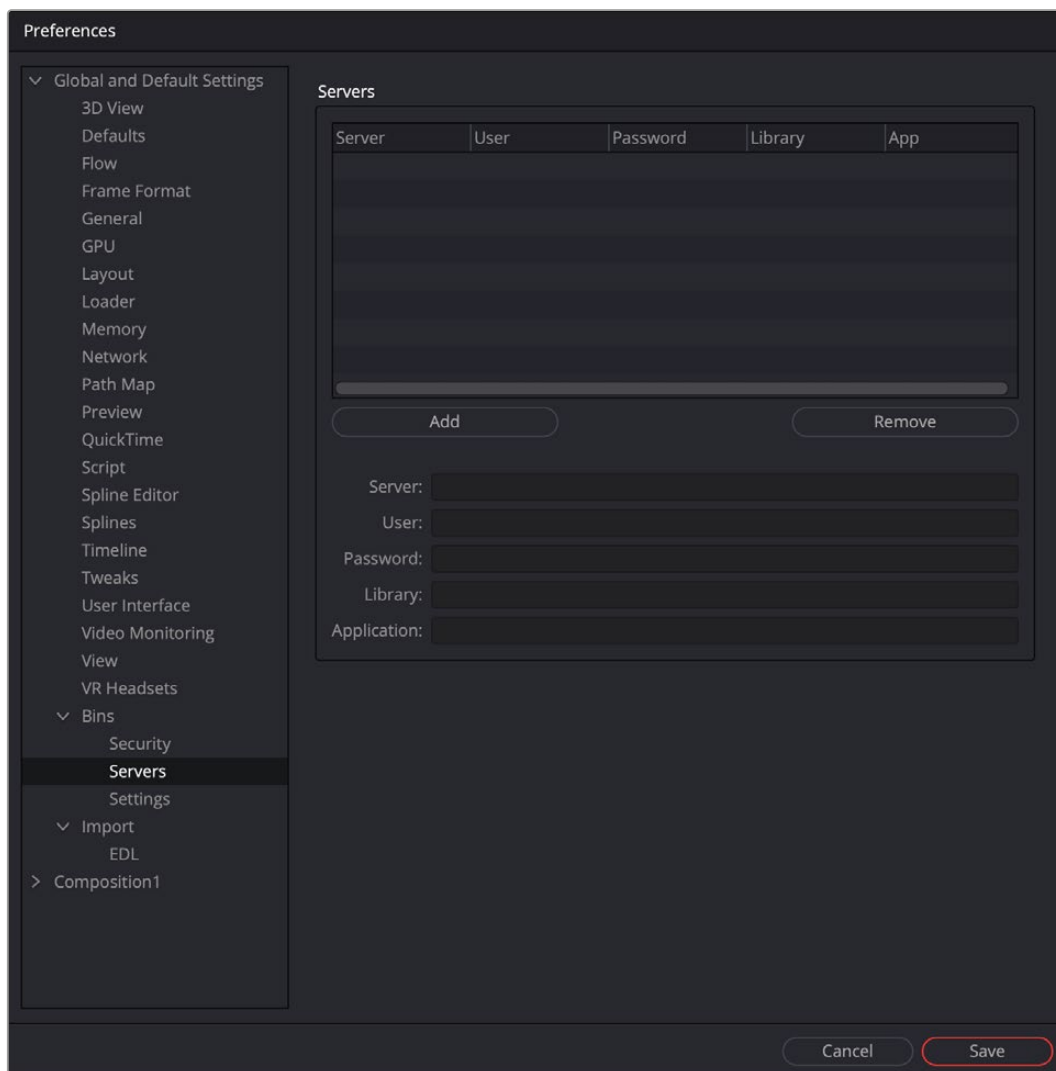 Preferences
Global and Default Settings
3D View
Defaults
Flow
Frame Format
General
GPU
Layout
Loader
Memory
Network
Path Map
Preview
QuickTime
Script
Spline Editor
Splines
Timeline
Tweaks
User Interface
Video Monitoring
View
VR Headsets
Bins
Security
Servers
Settings
Import
EDL
Composition1
Servers
Server User Password Library App
Add Remove
Server:
User:
Password:
Library:
Application:
Cancel Save